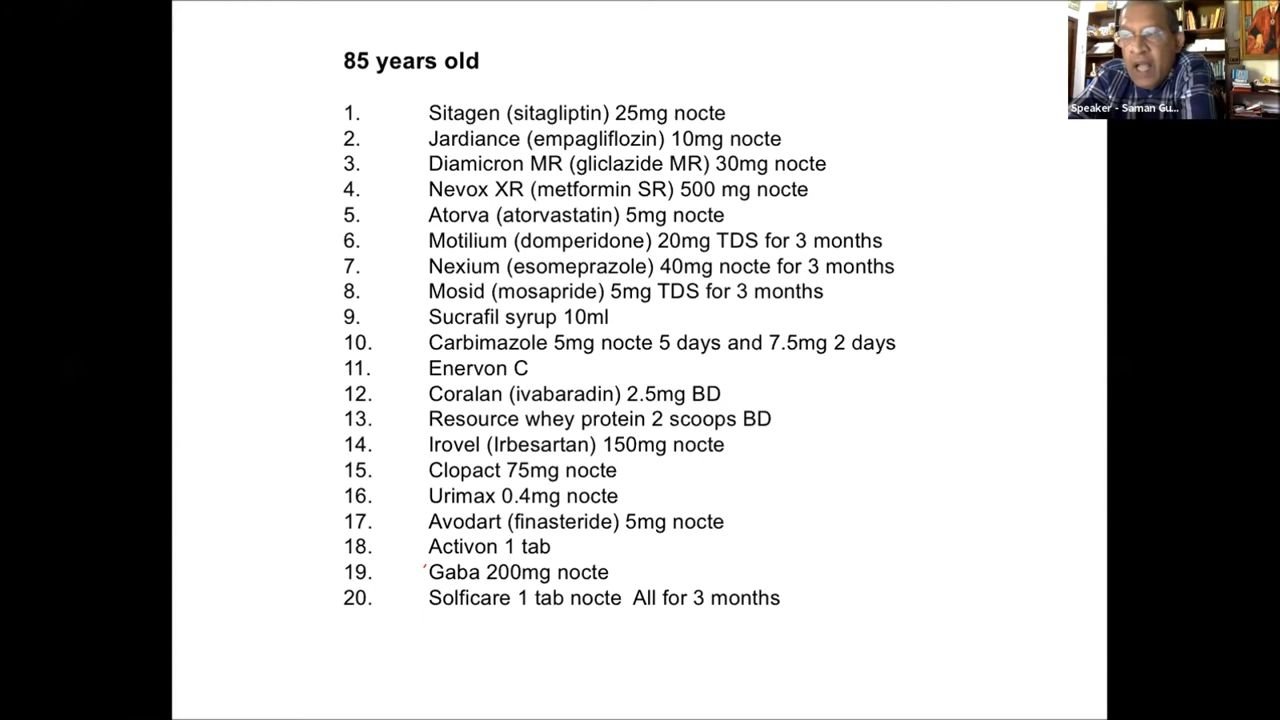 85 years old
1. Sitagen (sitagliptin) 25mg nocte
2. Jardiance (empagliflozin) 10mg nocte
3. Diamicron MR (gliclazide MR) 30mg nocte
4. Nevox XR (metformin SR) 500 mg nocte
5. Atorva (atorvastatin) 5mg nocte
6. Motilium (domperidone) 20mg TDS for 3 months
7. Nexium (esomeprazole) 40mg nocte for 3 months
8. Mosid (mosapride) 5mg TDS for 3 months
9. Sucrafil syrup 10ml
10. Carbimazole 5mg nocte 5 days and 7.5mg 2 days
11. Enervon C
12. Coralan (ivabaradin) 2.5mg BD
13. Resource whey protein 2 scoops BD
14. Irovel (Irbesartan) 150mg nocte
15. Clopact 75mg nocte
16. Urimax 0.4mg nocte
17. Avodart (finasteride) 5mg nocte
18. Activon 1 tab
19. Gaba 200mg nocte
20. Solficare 1 tab nocte All for 3 months
Speaker - Saman Gu...